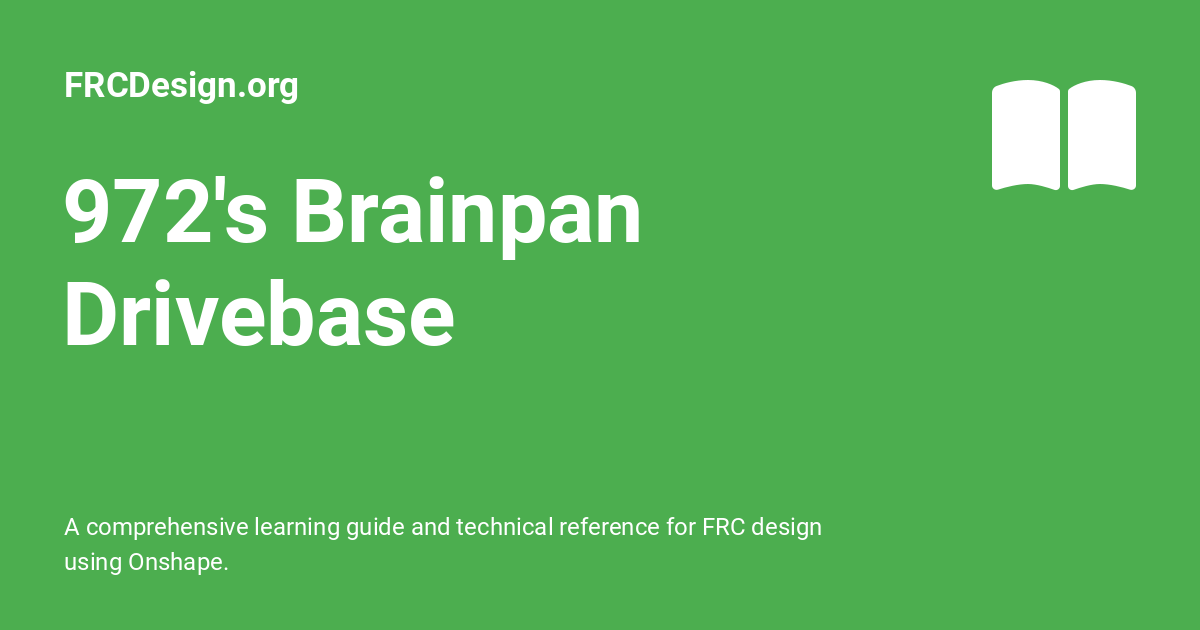 FRCDesign.org
972's Brainpan
Drivebase
A comprehensive learning guide and technical reference for FRC design
using Onshape.